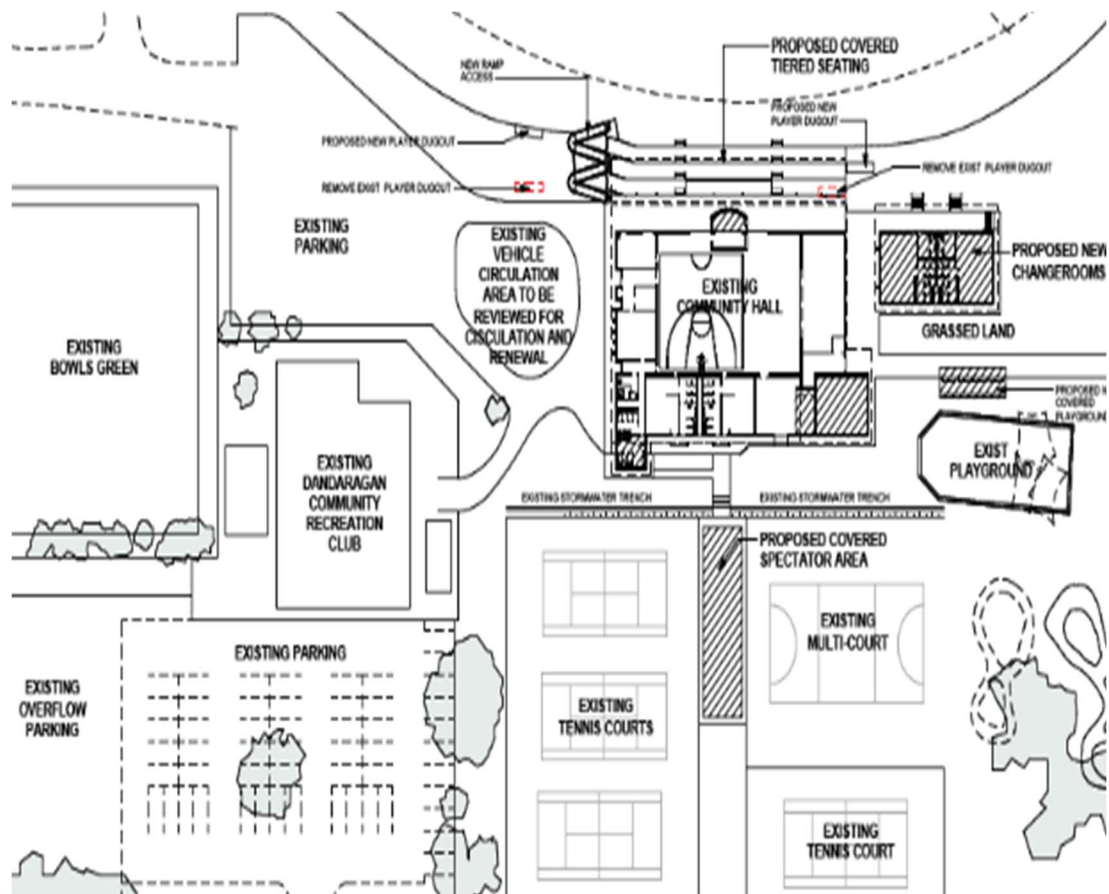 PROPOSED COVERED
TIERED SEATING
NEW RAMP
ACCESS
PROPOSED NEW
PLAYER DUGOUT
PROPOSED NEW PLAYER DUGOUT
REMOVE EXIST PLAYER DUGOUT
REMOVE EXIST PLAYER DUGOUT
EXISTING
PARKING
EXISTING
VEHICLE
CIRCULATION
AREA TO BE
REVIEWED FOR
CISCULATION AND
RENEWAL
EXISTING
COMMUNITY HALL
PROPOSED NEW
CHANGEROOMS
GRASSED LAND
EXISTING
BOWLS GREEN
PROPOSED N
COVERED
PLAYGROUN
EXIST
PLAYGROUND
EXISTING
DANDARAGAN
COMMUNITY
RECREATION
CLUB
EXISTING STORMWATER TRENCH
EXISTING STORMWATER TRENCH
PROPOSED COVERED
SPECTATOR AREA
EXISTING
MULTI-COURT
EXISTING PARKING
EXISTING
OVERFLOW
PARKING
EXISTING
TENNIS COURTS
EXISTING
TENNIS COURT